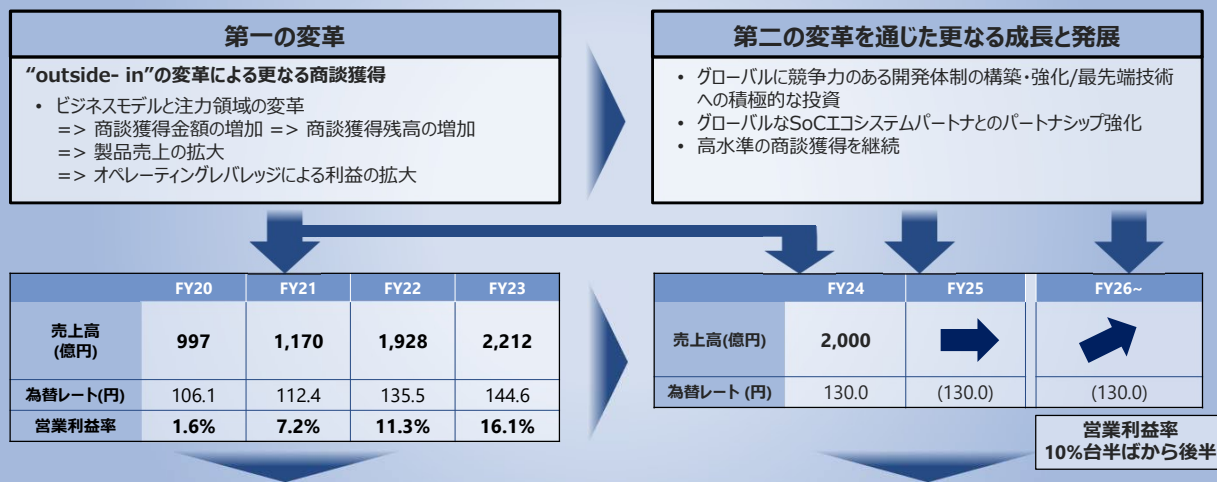 第一の変革
“outside- in”の変革による更なる商談獲得
• ビジネスモデルと注力領域の変革
=> 商談獲得金額の増加 => 商談獲得残高の増加
=> 製品売上の拡大
=> オペレーティングレバレッジによる利益の拡大
第二の変革を通じた更なる成長と発展
• グローバルに競争力のある開発体制の構築・強化/最先端技術
への積極的な投資
• グローバルなSoCエコシステムパートナとのパートナシップ強化
• 高水準の商談獲得を継続
FY20 FY21 FY22 FY23
売上高
(億円) 997 1,170 1,928 2,212
為替レート(円) 106.1 112.4 135.5 144.6
営業利益率 1.6% 7.2% 11.3% 16.1%
FY24 FY25 FY26~
売上高(億円) 2,000
為替レート (円) 130.0 (130.0) (130.0)
営業利益率
10%台半ばから後半